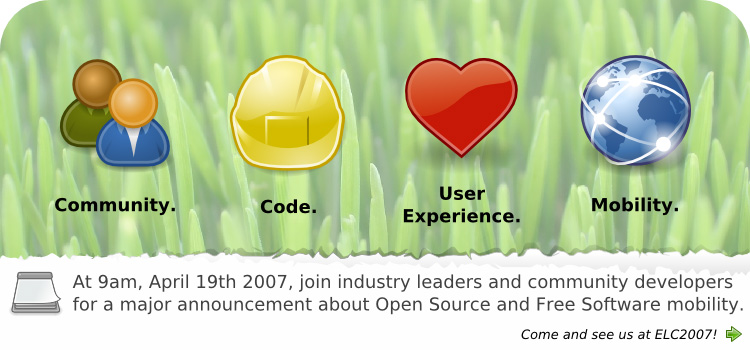 Community.
Code.
User
Experience.
Mobility.
At 9am, April 19th 2007, join industry leaders and community developers
for a major announcement about Open Source and Free Software mobility.
Come and see us at ELC2007!